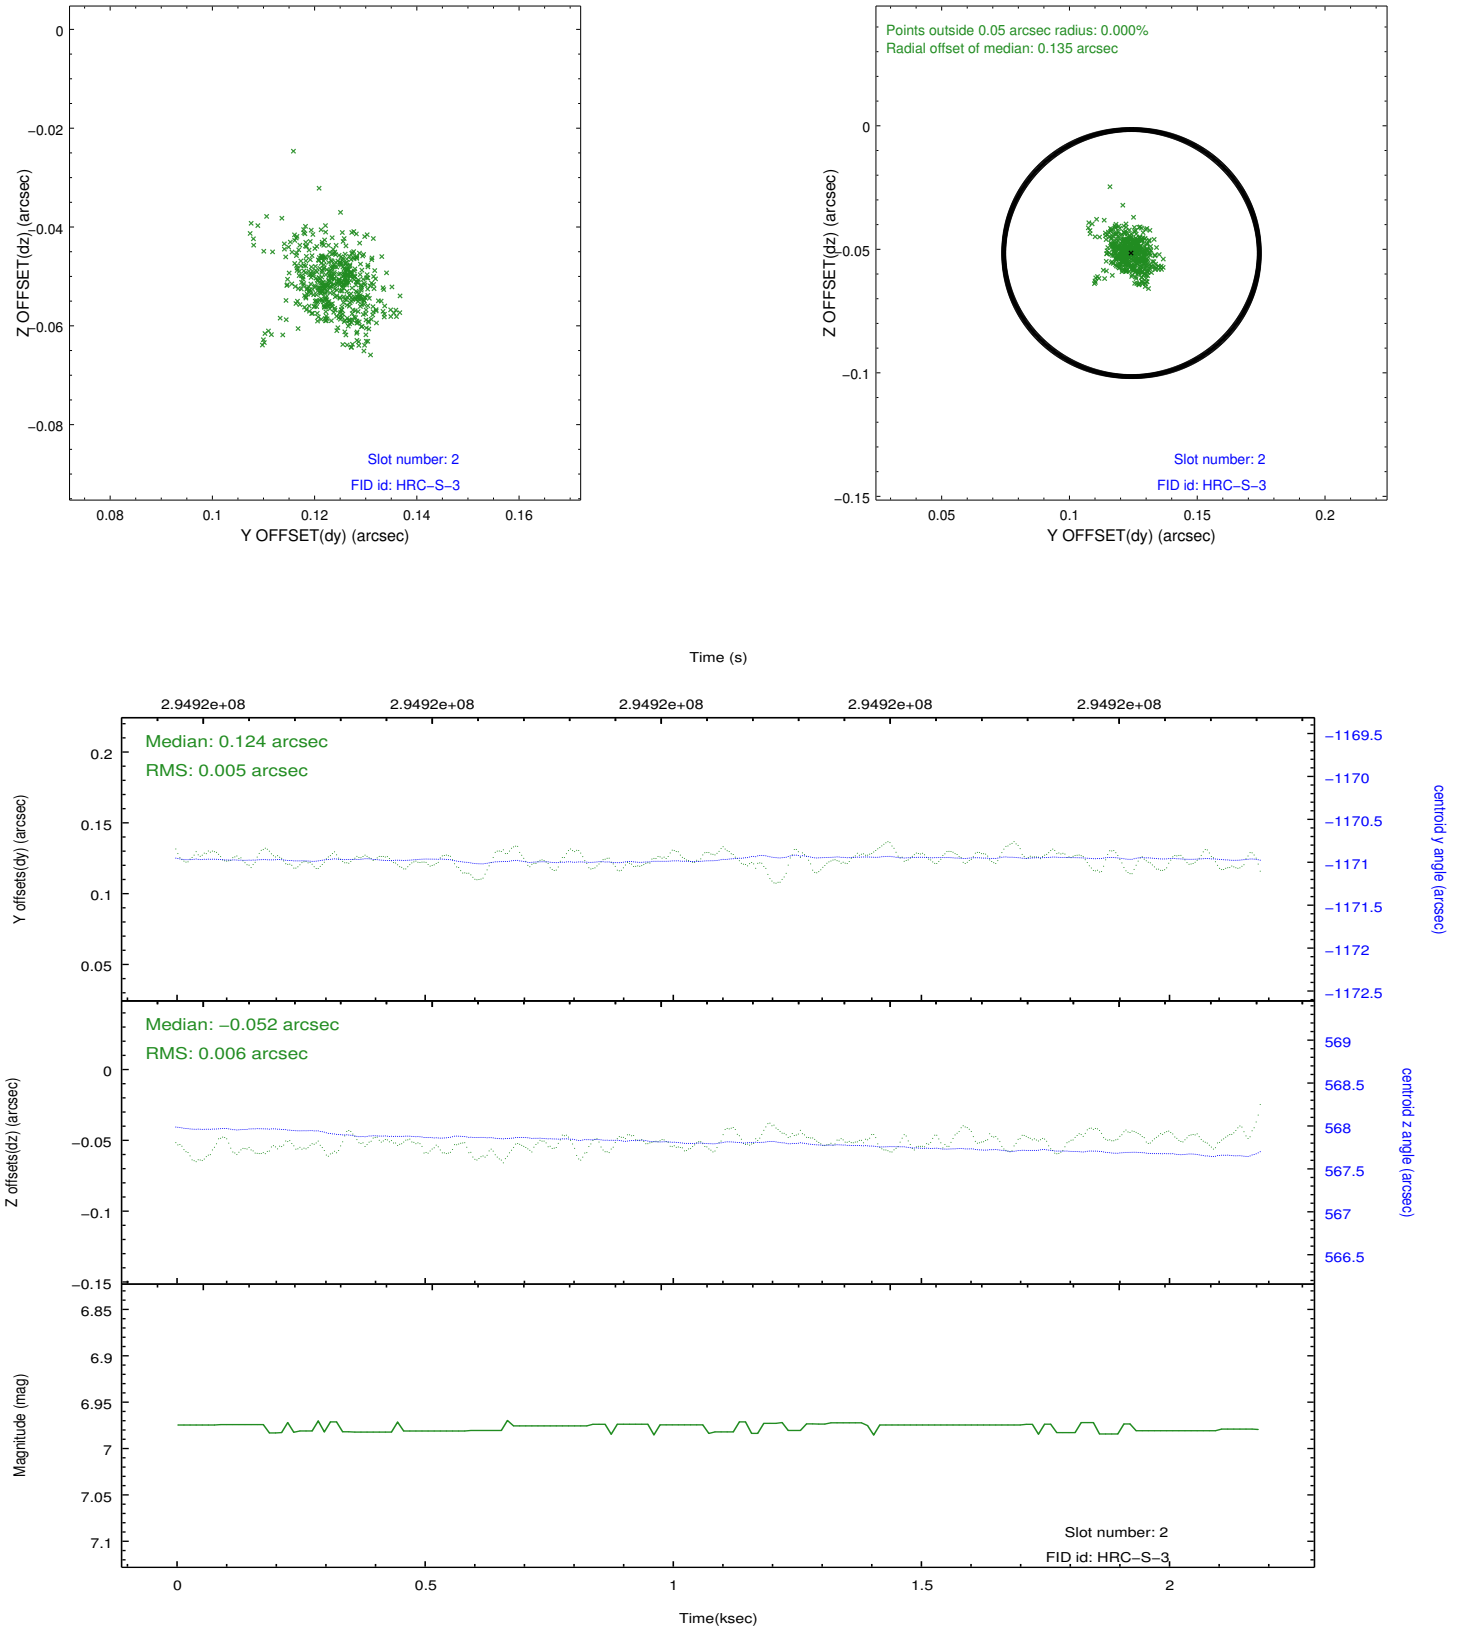 0
−0.02
−0.04
−0.06
−0.08
Z OFFSET(dz) (arcsec)
Slot number: 2
FID id: HRC−S−3
0.08 0.1 0.12 0.14 0.16
Y OFFSET(dy) (arcsec)
Points outside 0.05 arcsec radius: 0.000%
Radial offset of median: 0.135 arcsec
0
−0.05
−0.1
−0.15
Z OFFSET(dz) (arcsec)
Slot number: 2
FID id: HRC−S−3
0.05 0.1 0.15 0.2
Y OFFSET(dy) (arcsec)
Time (s)
2.9492e+08 2.9492e+08 2.9492e+08 2.9492e+08 2.9492e+08
Median: 0.124 arcsec
RMS: 0.005 arcsec
0.2
0.15
0.1
0.05
Y offsets(dy) (arcsec)
−1169.5
−1170
−1170.5
−1171
−1171.5
−1172
−1172.5
centroid y angle (arcsec)
Median: −0.052 arcsec
RMS: 0.006 arcsec
0
−0.05
−0.1
−0.15
Z offsets(dz) (arcsec)
569
568.5
568
567.5
567
566.5
centroid z angle (arcsec)
6.85
6.9
6.95
7
7.05
7.1
Magnitude (mag)
Slot number: 2
FID id: HRC−S−3
0 0.5 1 1.5 2
Time(ksec)